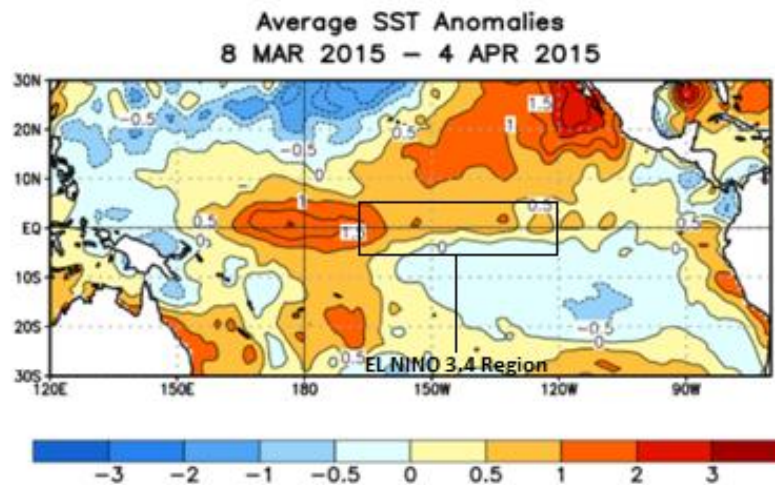 Average SST Anomalies
8 MAR 2015 – 4 APR 2015
30N
20N
10N
EQ
10S
20S
30S
-0.5
0.5
1
1.5
-0.5
0
0.5
1
0.5
0.5
1.5
0
0
0
-0.5
0
0.5
EL NINO 3.4 Region
120E 150E 180 150W 120W 90W
-3 -2 -1 -0.5 0 0.5 1 2 3